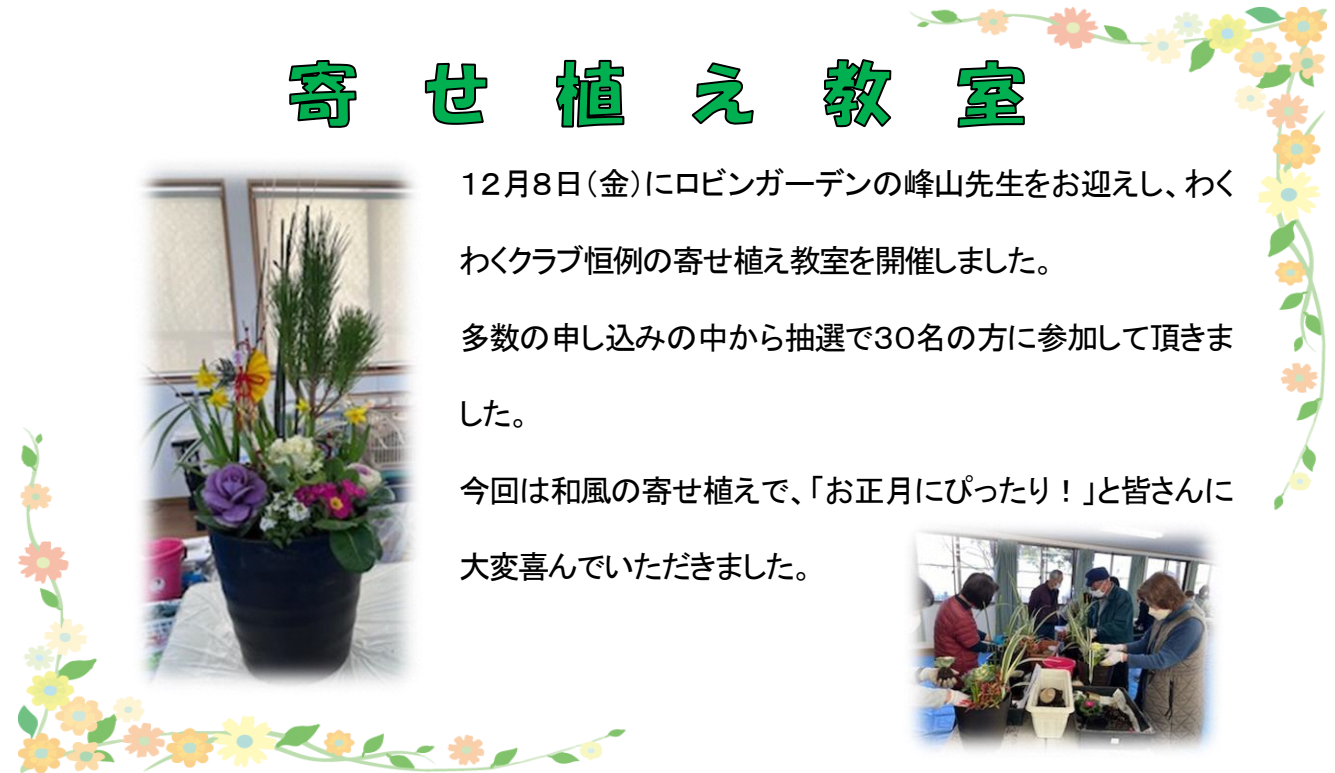 寄せ植え教室
12月8日(金)にロビンガーデンの峰山先生をお迎えし、わく
わくクラブ恒例の寄せ植え教室を開催しました。
多数の申し込みの中から抽選で30名の方に参加して頂きま
した。
今回は和風の寄せ植えで、「お正月にぴったり！」と皆さんに
大変喜んでいただきました。